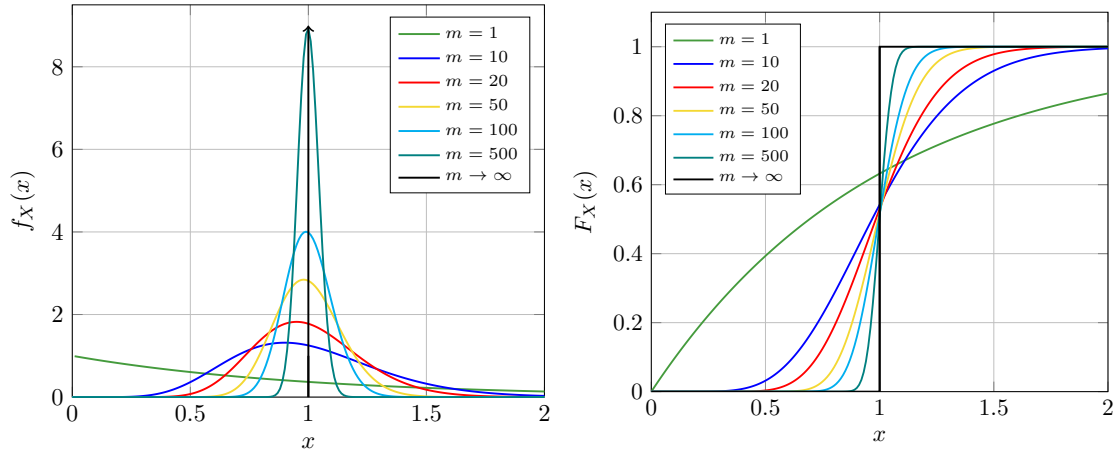 m = 1
m = 10
m = 20
m = 50
m = 100
m = 500
m → ∞
f_X(x)
8
6
4
2
0
0 0.5 1 1.5 2
x
m = 1
m = 10
m = 20
m = 50
m = 100
m = 500
m → ∞
F_X(x)
1
0.8
0.6
0.4
0.2
0
0 0.5 1 1.5 2
x